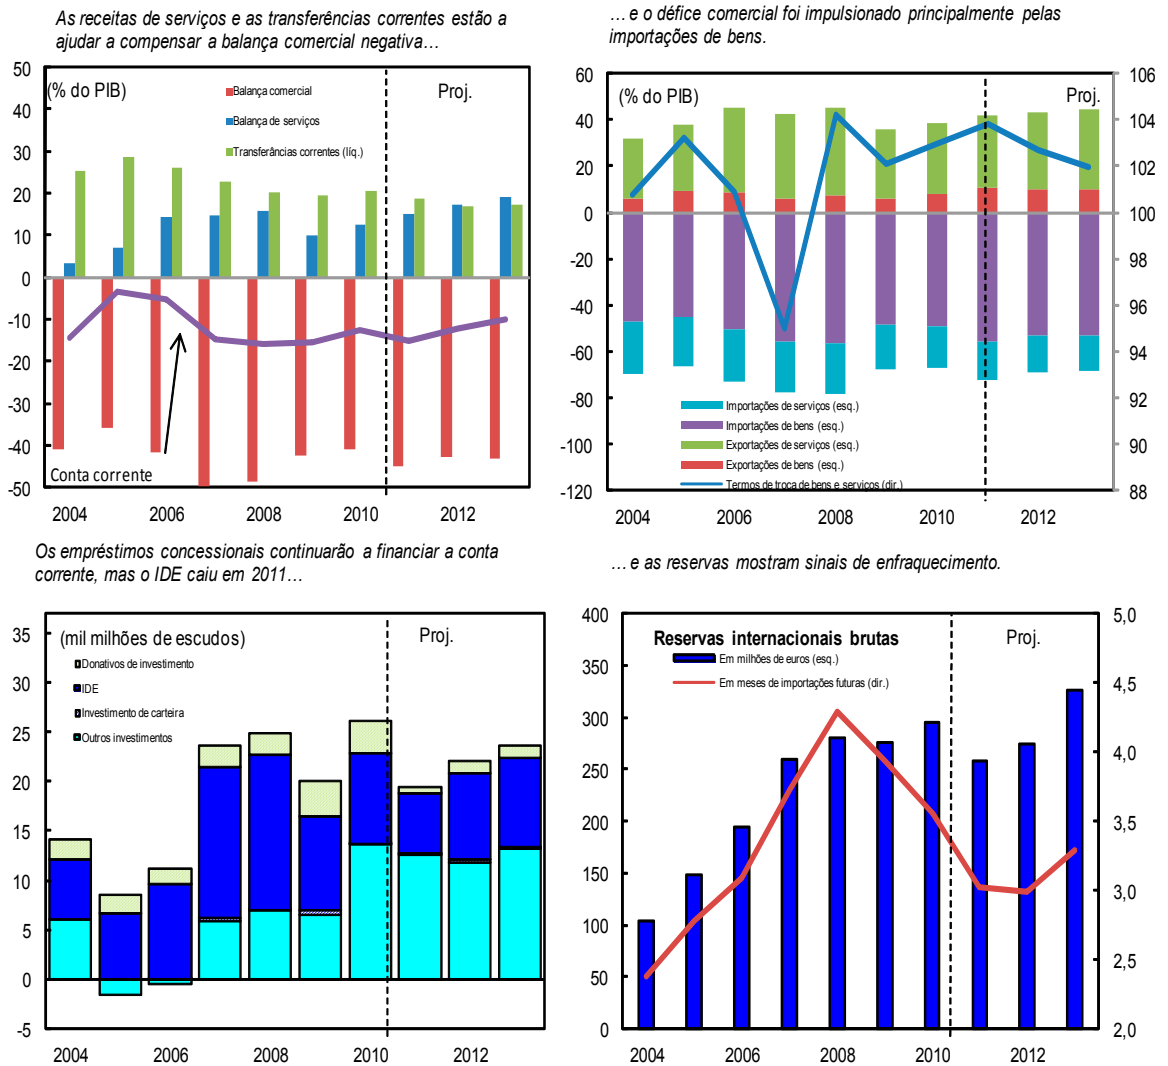 As receitas de serviços e as transferências correntes estão a
ajudar a compensar a balança comercial negativa…
50
40
30
20
10
0
-10
-20
-30
-40
-50
(% do PIB)
Balança comercial
Balança de serviços
Transferâncias correntes (líq.)
Proj.
Conta corrente
2004
2006
2008
2010
2012
…e o défice comercial foi impulsionado principalmente pelas
importações de bens.
60
40
20
0
-20
-40
-60
-80
-100
-120
(% do PIB)
Proj.
106
104
102
100
98
96
94
92
90
88
Importações de serviços (esq.)
Importações de bens (esq.)
Exportações de serviços (esq.)
Exportações de bens (esq.)
Termos de troca de bens e serviços (dir.)
2004
2006
2008
2010
2012
Os empréstimos concessionais continuarão a financiar a conta
corrente, mas o IDE caiu em 2011…
35
30
25
20
15
10
5
0
-5
(mil milhões de escudos)
Donativos de investimento
IDE
Investimento de carteira
Outros investimentos
Proj.
2004
2006
2008
2010
2012
…e as reservas mostram sinais de enfraquecimento.
400
350
300
250
200
150
100
50
0
Reservas internacionais brutas
Em milhões de euros (esq.)
Em meses de importações futuras (dir.)
Proj.
5,0
4,5
4,0
3,5
3,0
2,5
2,0
2004
2006
2008
2010
2012